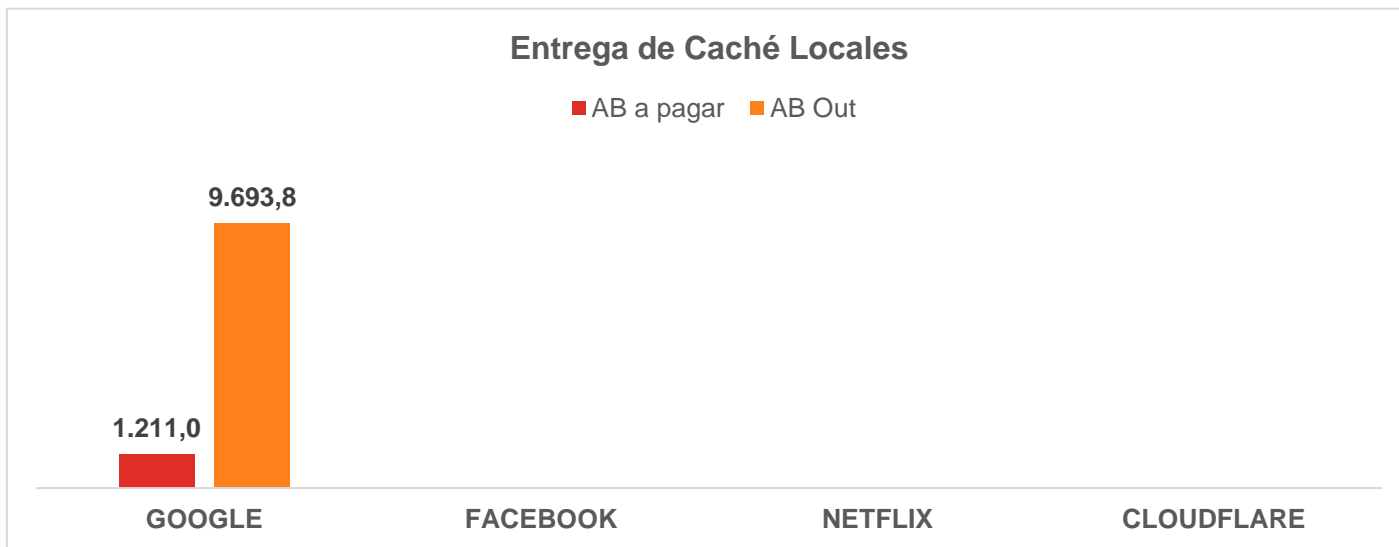 Entrega de Caché Locales
AB a pagar AB Out
9.693,8
1.211,0
GOOGLE FACEBOOK NETFLIX CLOUDFLARE